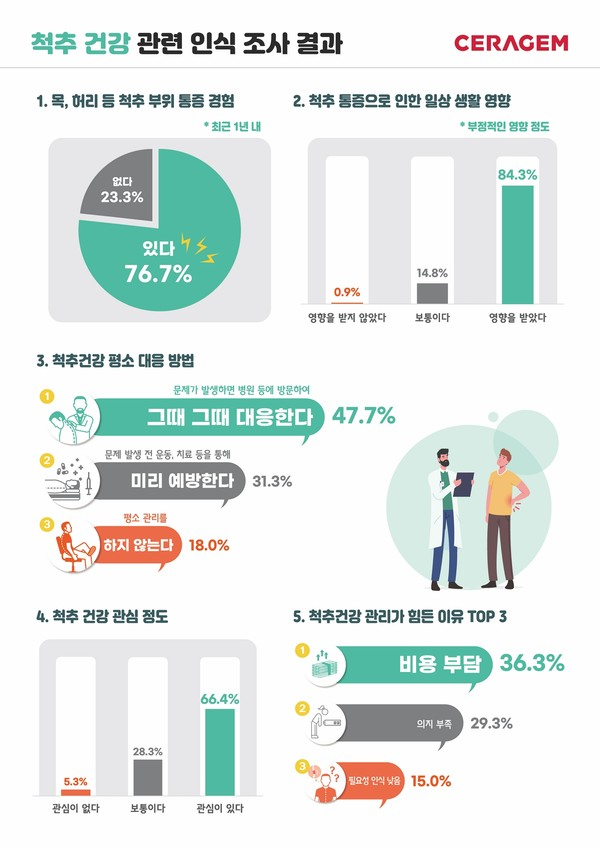 척추 건강 관련 인식 조사 결과
CERAGEM
1. 목, 허리 등 척추 부위 통증 경험
* 최근 1년 내
없다
23.3%
있다
76.7%
2. 척추 통증으로 인한 일상 생활 영향
* 부정적인 영향 정도
0.9%
14.8%
84.3%
영향을 받지 않았다
보통이다
영향을 받았다
3. 척추건강 평소 대응 방법
1
문제가 발생하면 병원 등에 방문하여
그때 그때 대응한다 47.7%
2
문제 발생 전 운동, 치료 등을 통해
미리 예방한다 31.3%
3
평소 관리를
하지 않는다 18.0%
4. 척추 건강 관심 정도
5.3%
28.3%
66.4%
관심이 없다
보통이다
관심이 있다
5. 척추건강 관리가 힘든 이유 TOP 3
1
비용 부담 36.3%
2
의지 부족 29.3%
3
필요성 인식 낮음 15.0%